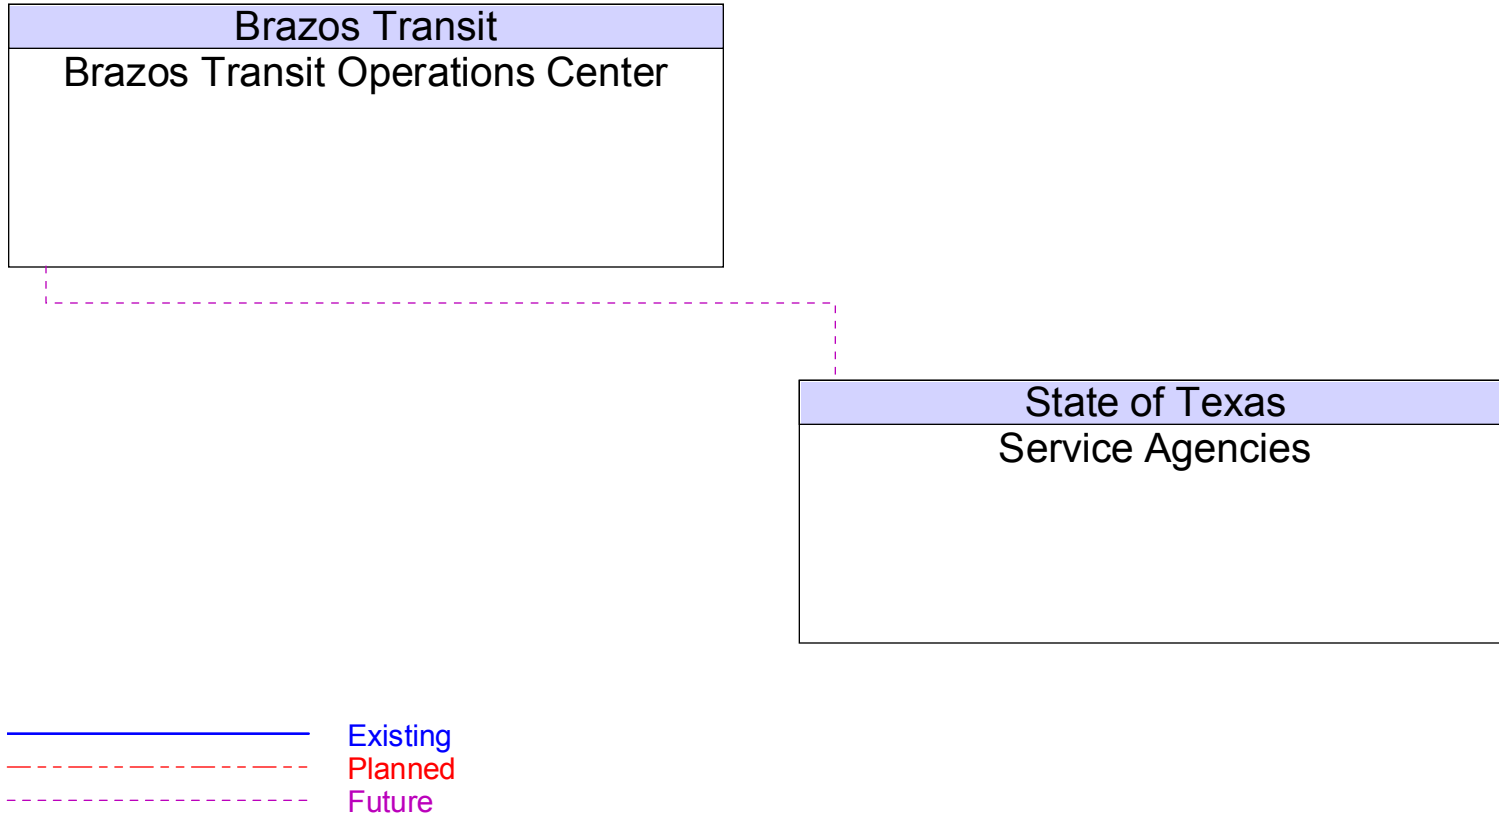 Brazos Transit
Brazos Transit Operations Center
State of Texas
Service Agencies
Existing
Planned
Future